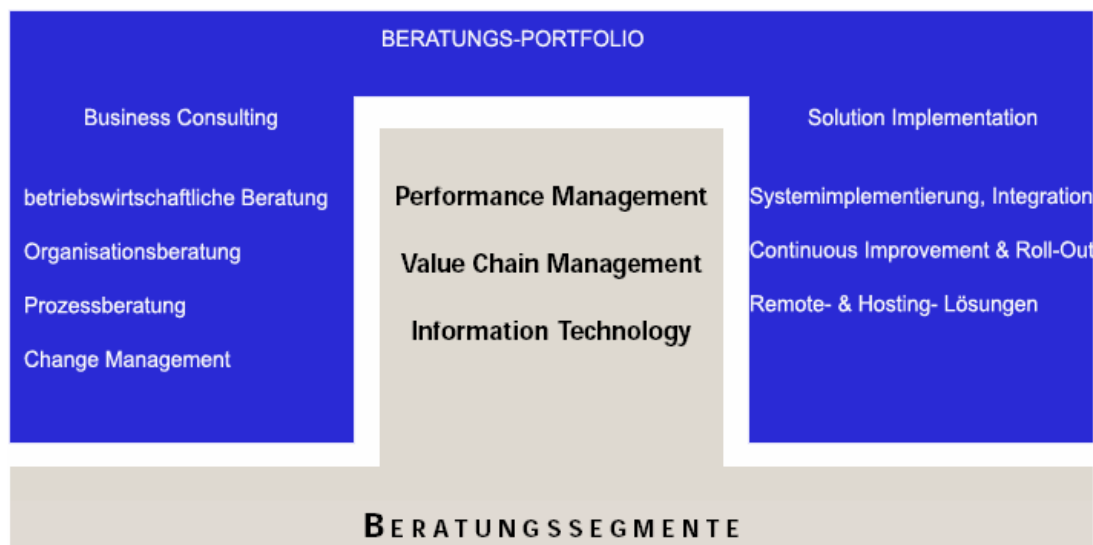 BERATUNGS-PORTFOLIO
Business Consulting
betriebswirtschaftliche Beratung
Organisationsberatung
Prozessberatung
Change Management
Performance Management
Value Chain Management
Information Technology
Solution Implementation
Systemimplementierung, Integration
Continuous Improvement & Roll-Out
Remote- & Hosting- Lösungen
BERATUNGSSEGMENTE